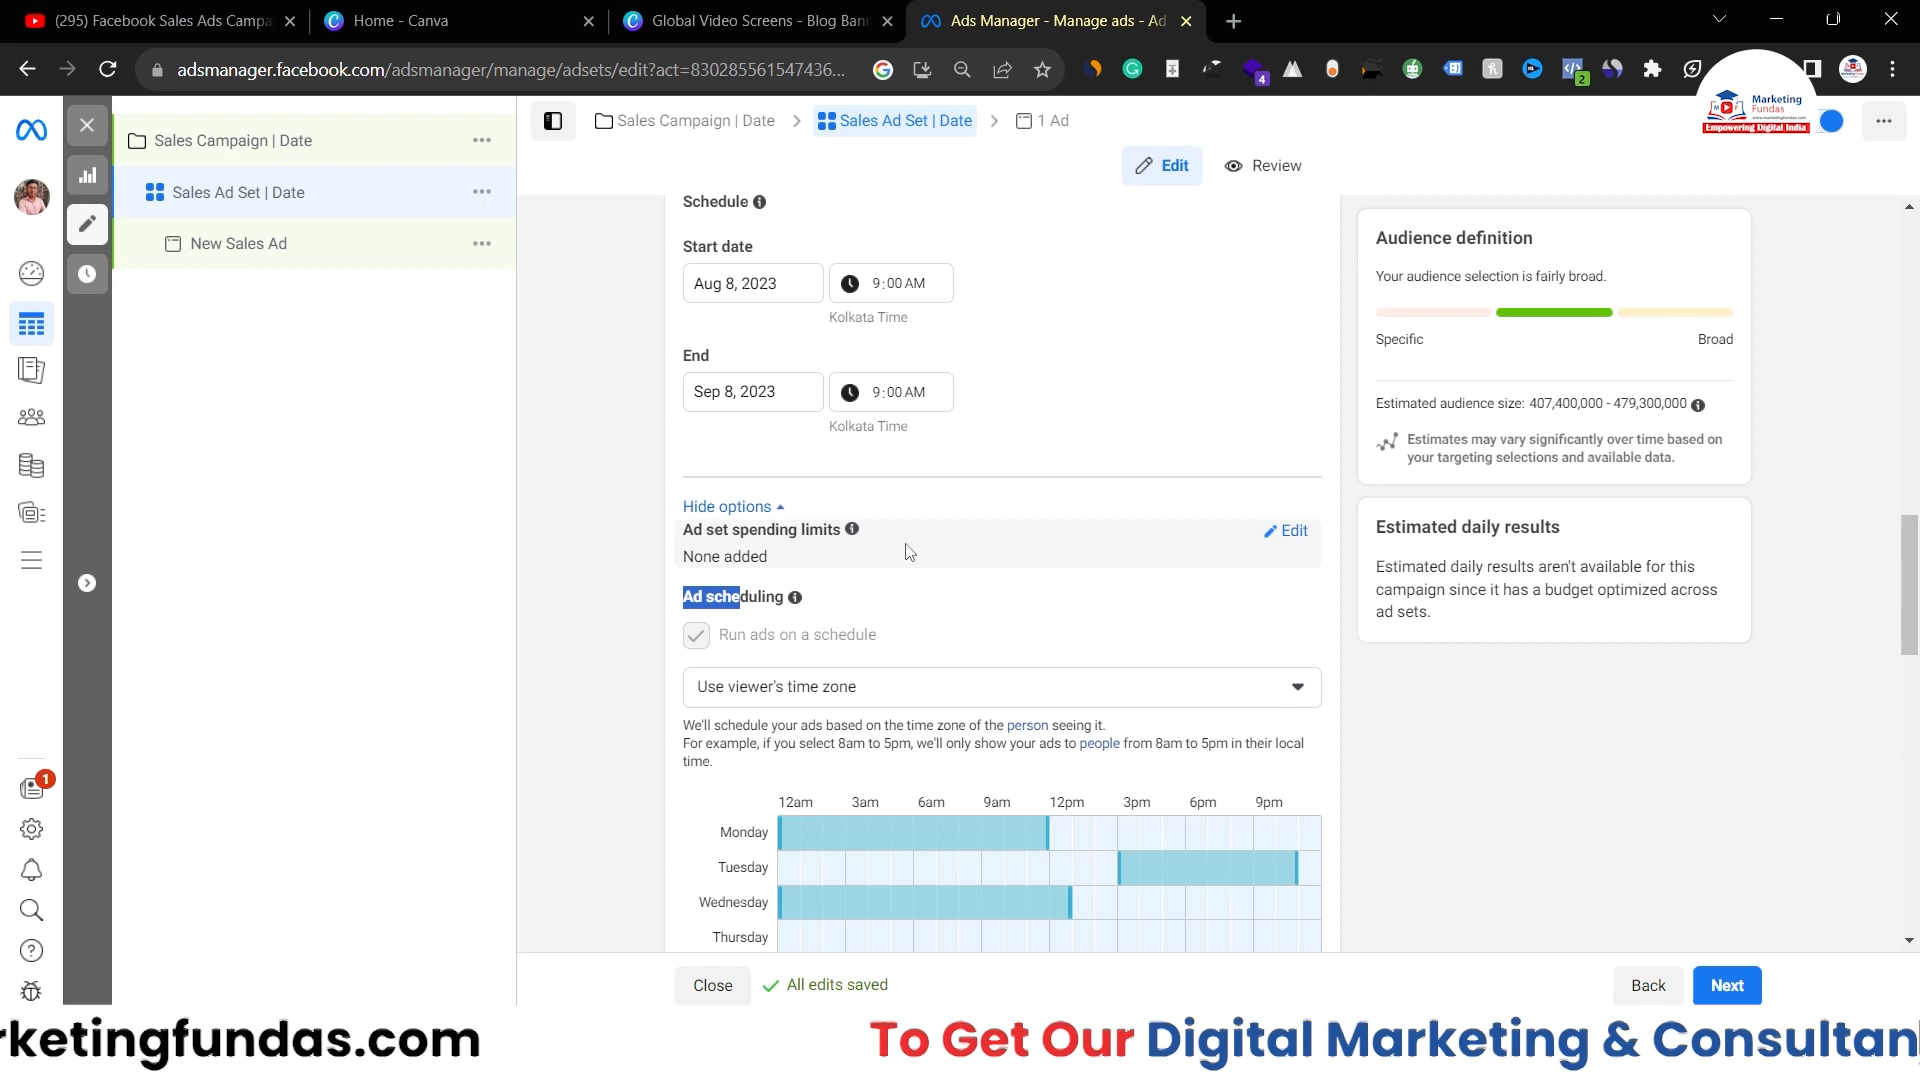 (295) Facebook Sales Ads Campa
Home - Canva
Global Video Screens - Blog Bann
Ads Manager - Manage ads - Ad
adsmanager.facebook.com/adsmanager/manage/adsets/edit?act=830285561547436...
4
2
Marketing
Fundas
www.marketingfundas.com
Empowering Digital India
Sales Campaign | Date
Sales Ad Set | Date
New Sales Ad
Sales Campaign | Date
Sales Ad Set | Date
1 Ad
Edit
Review
Schedule
Start date
Aug 8, 2023
9:00 AM
Kolkata Time
End
Sep 8, 2023
9:00 AM
Kolkata Time
Hide options
Ad set spending limits
Edit
None added
Ad scheduling
Run ads on a schedule
Use viewer's time zone
We'll schedule your ads based on the time zone of the person seeing it.
For example, if you select 8am to 5pm, we'll only show your ads to people from 8am to 5pm in their local
time.
12am 3am 6am 9am 12pm 3pm 6pm 9pm
Monday
Tuesday
Wednesday
Thursday
Audience definition
Your audience selection is fairly broad.
Specific
Broad
Estimated audience size: 407,400,000 - 479,300,000
Estimates may vary significantly over time based on
your targeting selections and available data.
Estimated daily results
Estimated daily results aren't available for this
campaign since it has a budget optimized across
ad sets.
1
Close
All edits saved
Back
Next
rketingfundas.com
To Get Our Digital Marketing & Consultan